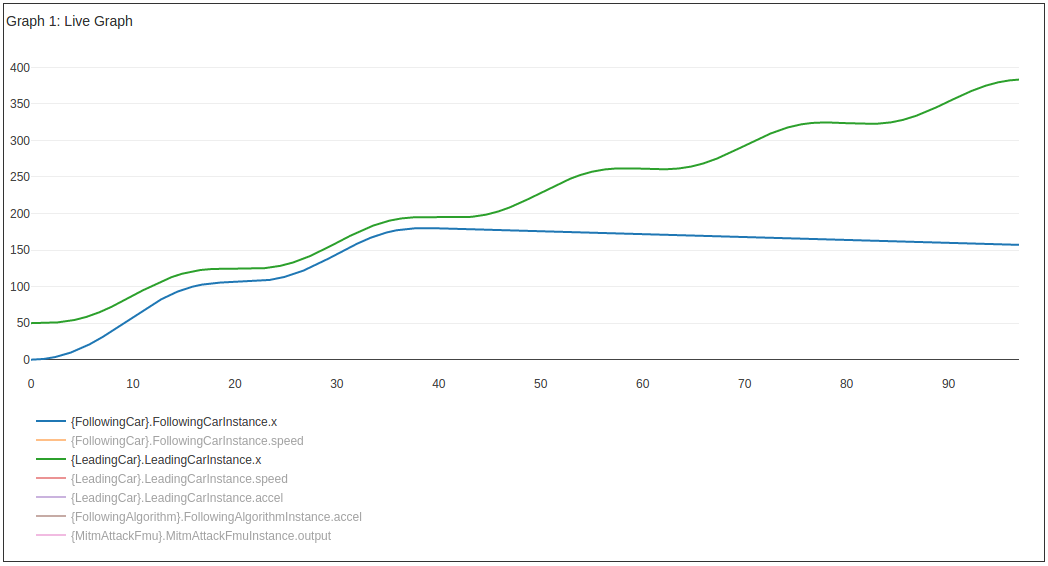 Graph 1: Live Graph
400
350
300
250
200
150
100
50
0
0 10 20 30 40 50 60 70 80 90
{FollowingCar}.FollowingCarInstance.x
{FollowingCar}.FollowingCarInstance.speed
{LeadingCar}.LeadingCarInstance.x
{LeadingCar}.LeadingCarInstance.speed
{LeadingCar}.LeadingCarInstance.accel
{FollowingAlgorithm}.FollowingAlgorithmInstance.accel
{MitmAttackFmu}.MitmAttackFmuInstance.output